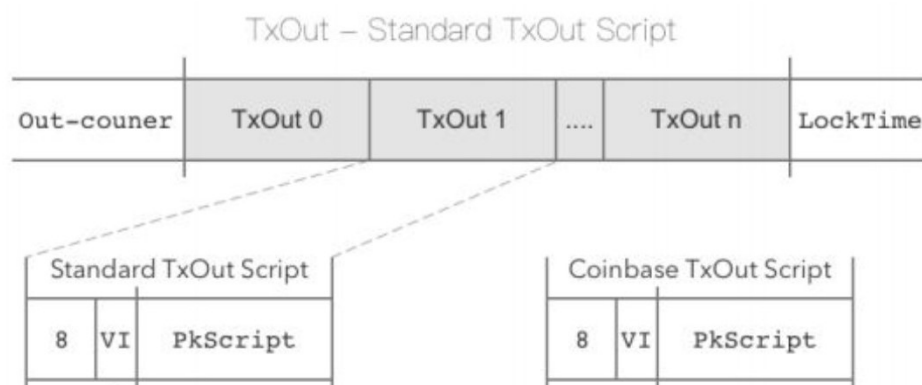 TxOut – Standard TxOut Script
Out-couner TxOut 0 TxOut 1 .... TxOut n LockTime
Standard TxOut Script Coinbase TxOut Script
8 VI PkScript 8 VI PkScript